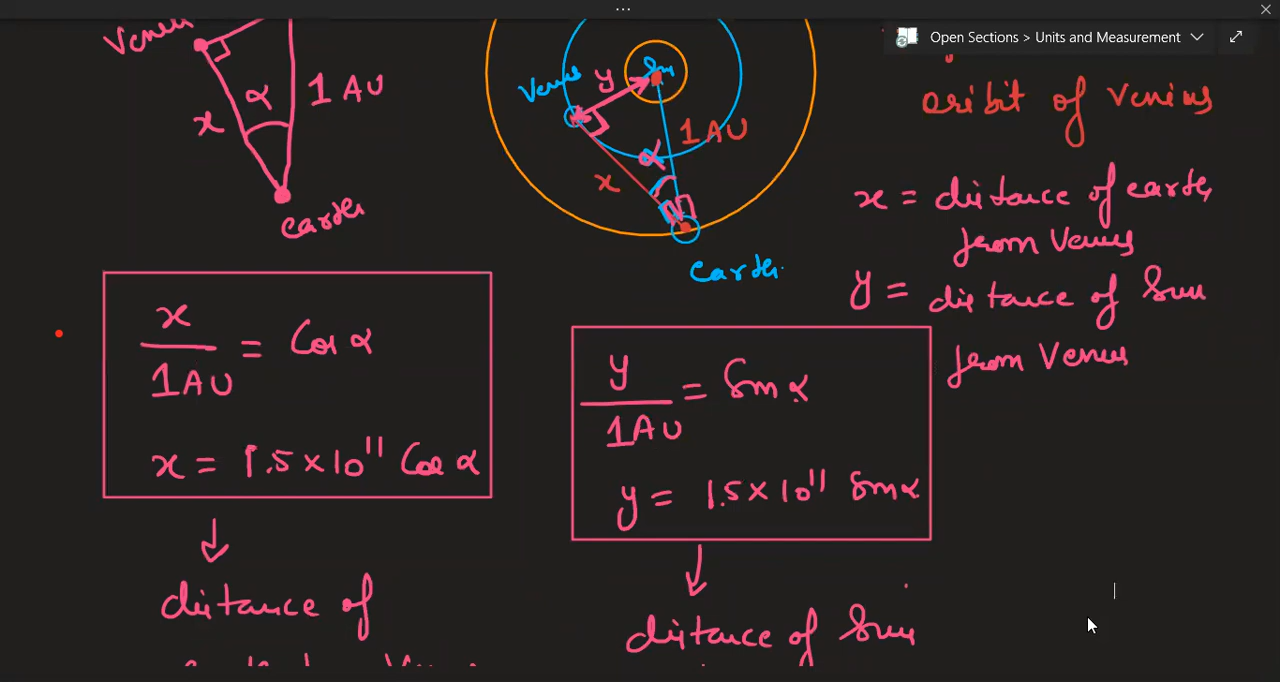 Open Sections > Units and Measurement
Venus
α
1 AU
x
earth
Sun
Venus
y
1 AU
α
x
earth
oribit of Venius
x = distance of earth
from Venus
y = distance of Sun
from Venus
x
1AU
= Cos α
x = 1.5 × 10¹¹ Cos α
↓
distance of
y
1AU
= Sin α
y = 1.5 × 10¹¹ Sin α
↓
distance of Sun